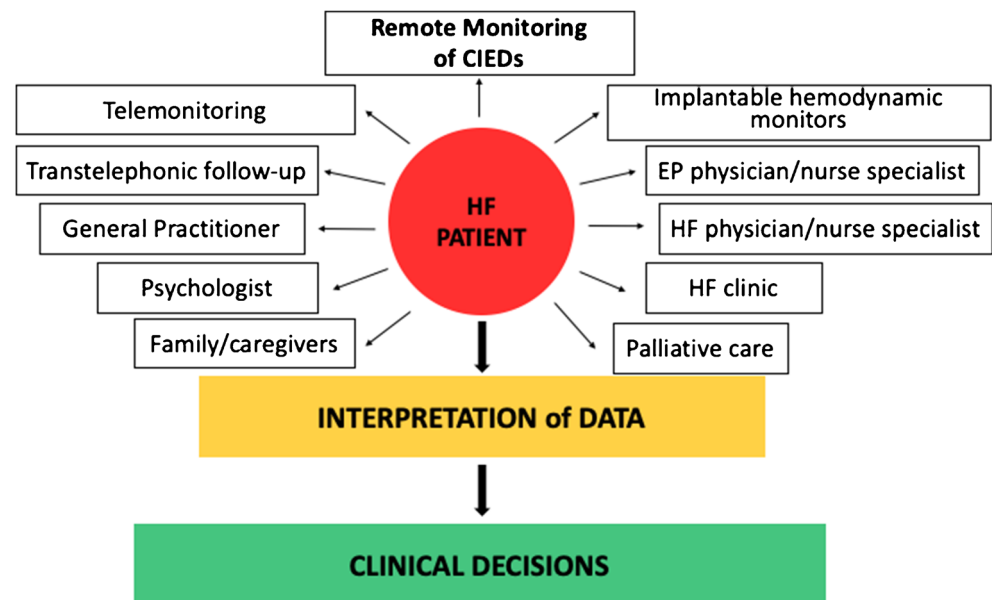 Remote Monitoring
of CIEDs
Telemonitoring
Implantable hemodynamic
monitors
Transtelephonic follow-up
EP physician/nurse specialist
General Practitioner
HF
PATIENT
HF physician/nurse specialist
Psychologist
HF clinic
Family/caregivers
Palliative care
INTERPRETATION of DATA
CLINICAL DECISIONS